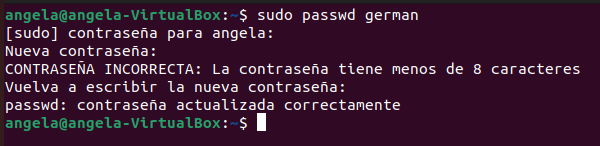 angela@angela-VirtualBox:~$ sudo passwd german
[sudo] contraseña para angela:
Nueva contraseña:
CONTRASEÑA INCORRECTA: La contraseña tiene menos de 8 caracteres
Vuelva a escribir la nueva contraseña:
passwd: contraseña actualizada correctamente
angela@angela-VirtualBox:~$